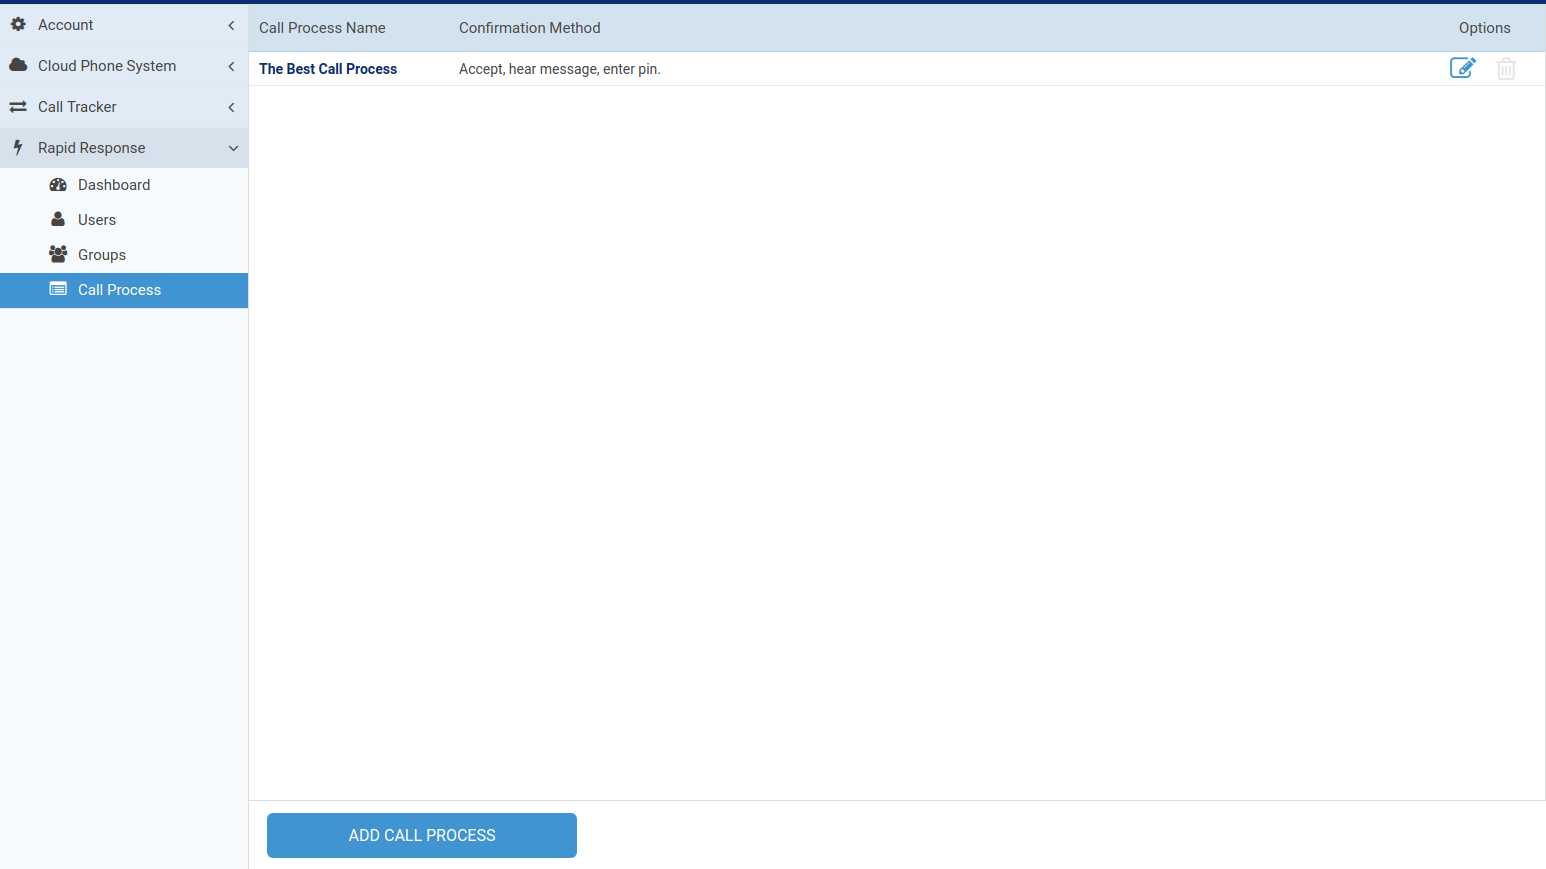 Account
Cloud Phone System
Call Tracker
Rapid Response
Dashboard
Users
Groups
Call Process
Call Process Name Confirmation Method Options
The Best Call Process Accept, hear message, enter pin.
ADD CALL PROCESS